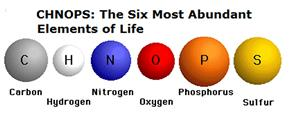 CHNOPS: The Six Most Abundant
Elements of Life
C H N O P S
Carbon Nitrogen Phosphorus
Hydrogen Oxygen Sulfur